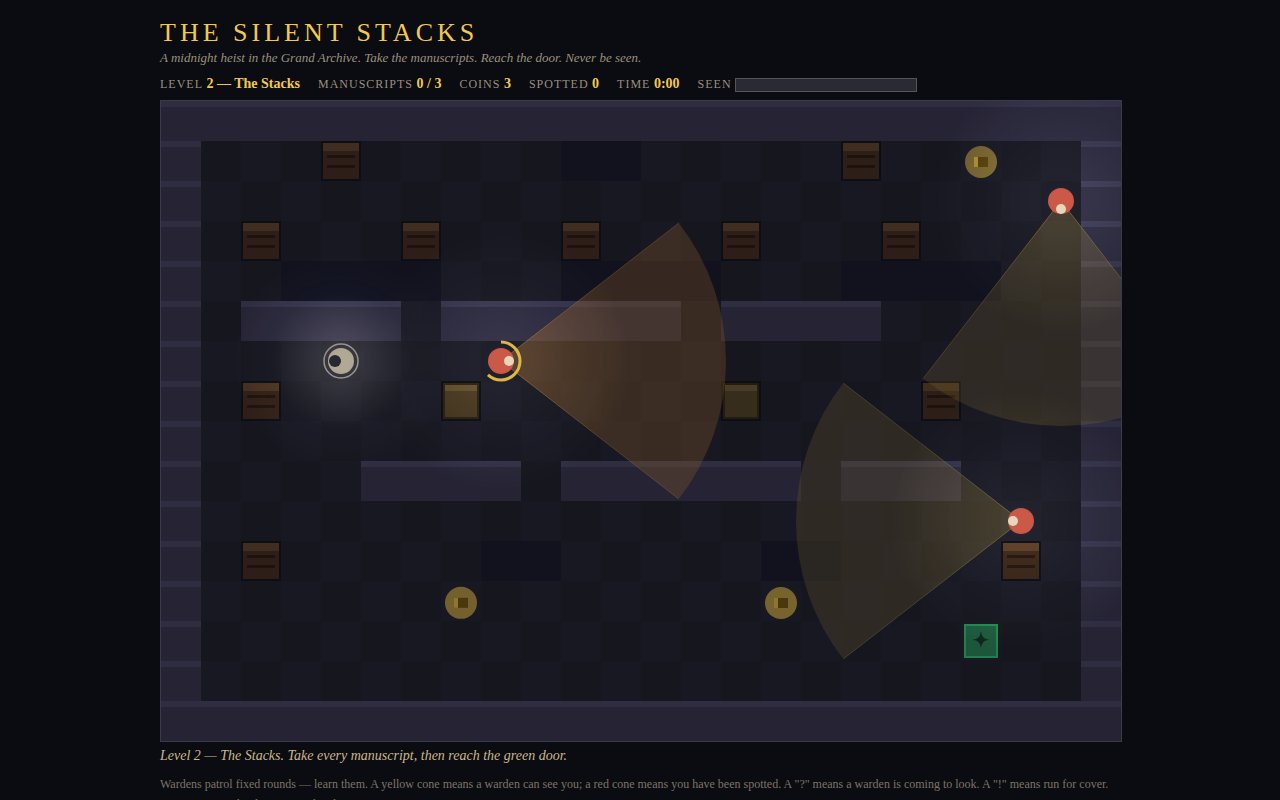 THE SILENT STACKS
A midnight heist in the Grand Archive. Take the manuscripts. Reach the door. Never be seen.
LEVEL 2 — The Stacks MANUSCRIPTS 0 / 3 COINS 3 SPOTTED 0 TIME 0:00 SEEN
Level 2 — The Stacks. Take every manuscript, then reach the green door.
Wardens patrol fixed rounds — learn them. A yellow cone means a warden can see you; a red cone means you have been spotted. A "?" means a warden is coming to look. A "!" means run for cover.